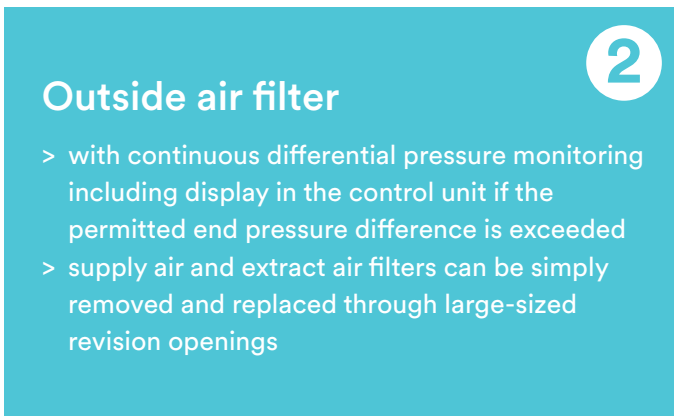 2
Outside air filter
> with continuous differential pressure monitoring
including display in the control unit if the
permitted end pressure difference is exceeded
> supply air and extract air filters can be simply
removed and replaced through large-sized
revision openings